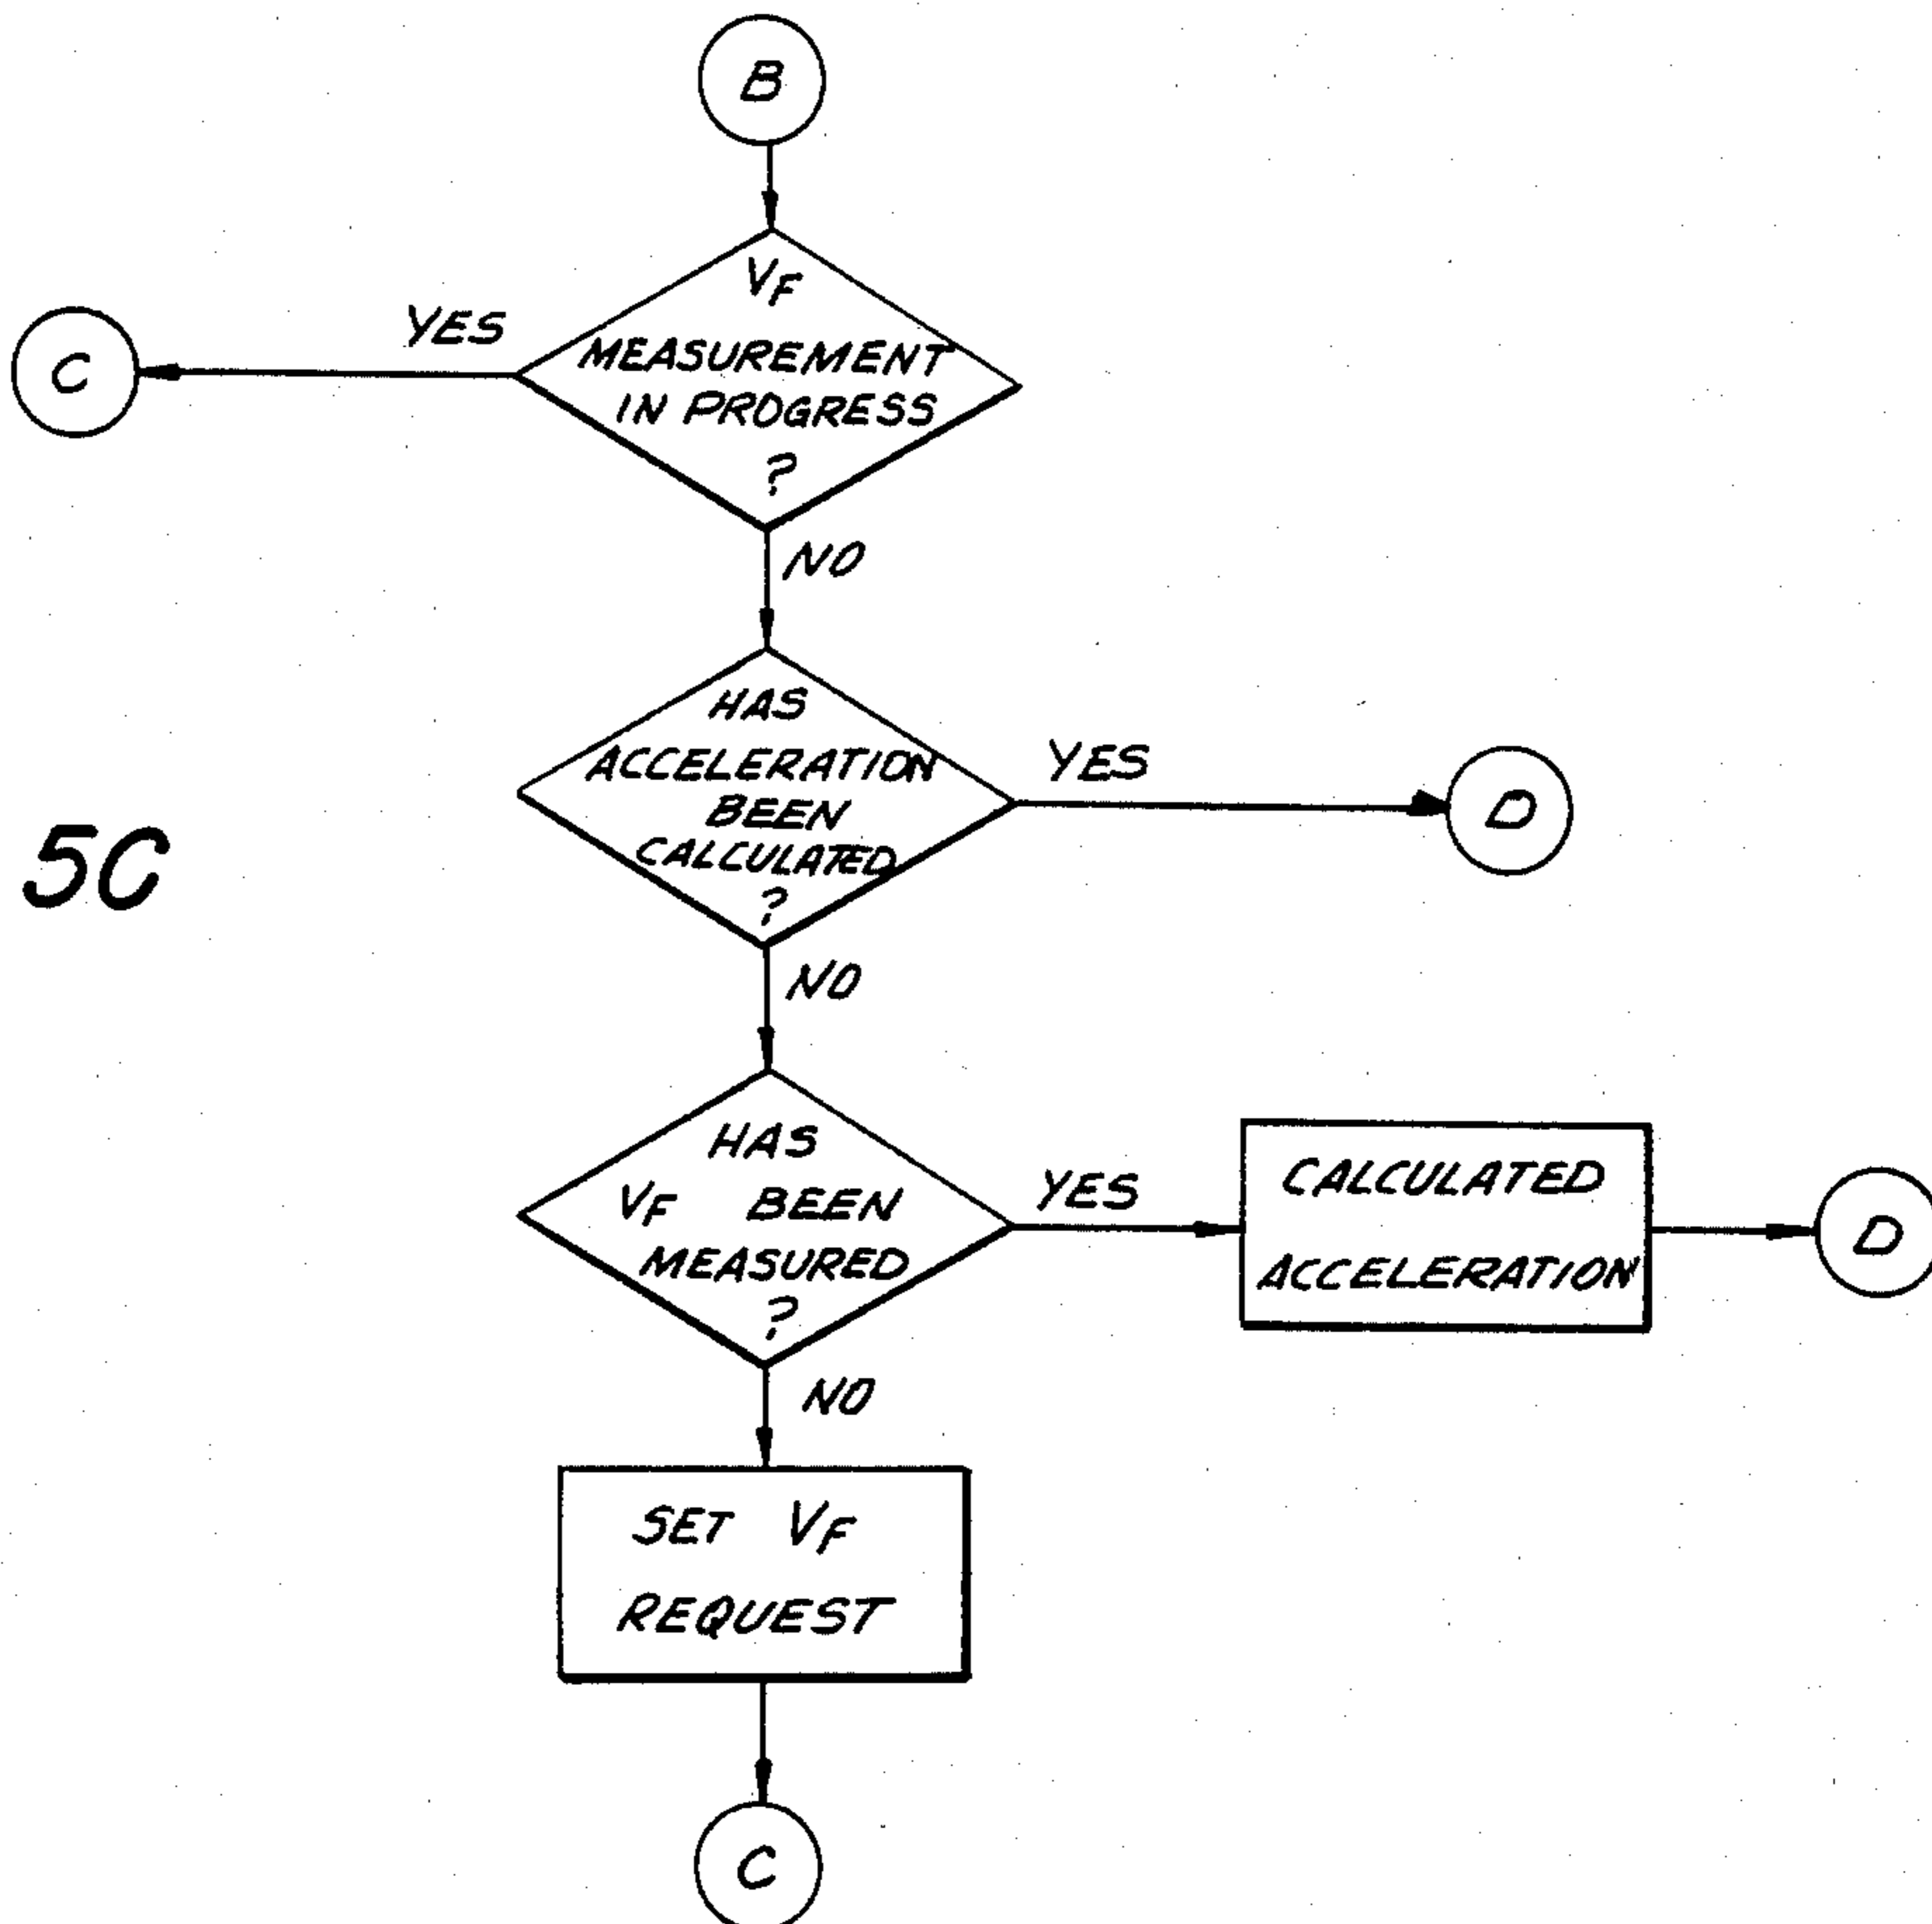 B
VF
MEASUREMENT
IN PROGRESS
?
YES
C
NO
HAS
ACCELERATION
BEEN
CALCULATED
?
YES
D
5C
NO
HAS
VF BEEN
MEASURED
?
YES
CALCULATED
ACCELERATION
D
NO
SET VF
REQUEST
C